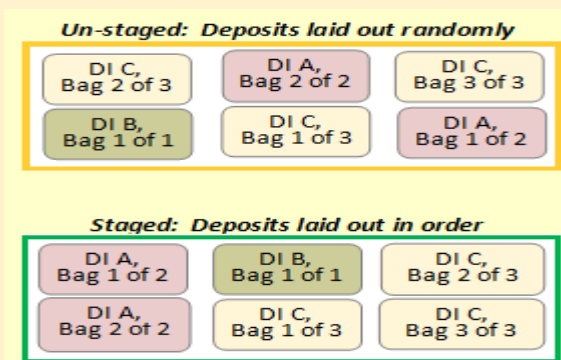 Un-staged: Deposits laid out randomly
DI C,
Bag 2 of 3
DI A,
Bag 2 of 2
DI C,
Bag 3 of 3
DI B,
Bag 1 of 1
DI C,
Bag 1 of 3
DI A,
Bag 1 of 2
Staged: Deposits laid out in order
DI A,
Bag 1 of 2
DI B,
Bag 1 of 1
DI C,
Bag 2 of 3
DI A,
Bag 2 of 2
DI C,
Bag 1 of 3
DI C,
Bag 3 of 3